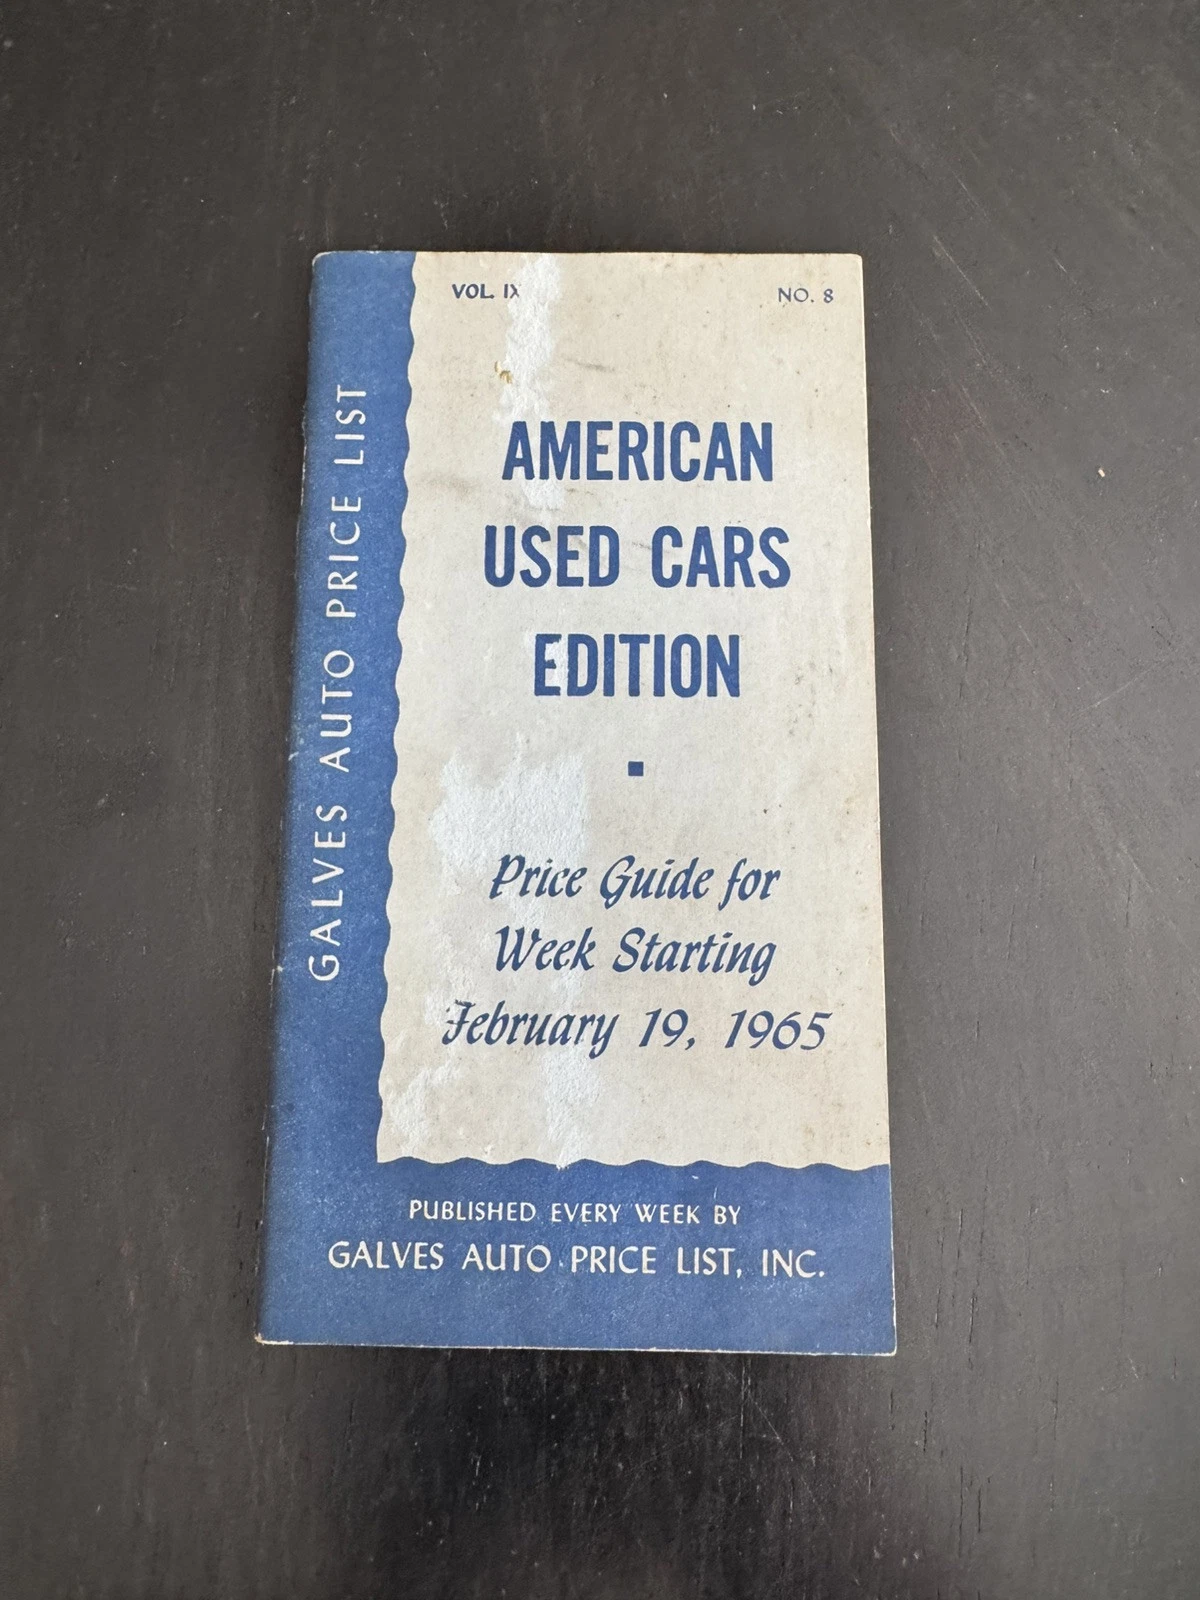 VOL. IX
NO. 8
GALVES AUTO PRICE LIST
AMERICAN
USED CARS
EDITION
Price Guide for
Week Starting
February 19, 1965
PUBLISHED EVERY WEEK BY
GALVES AUTO PRICE LIST, INC.